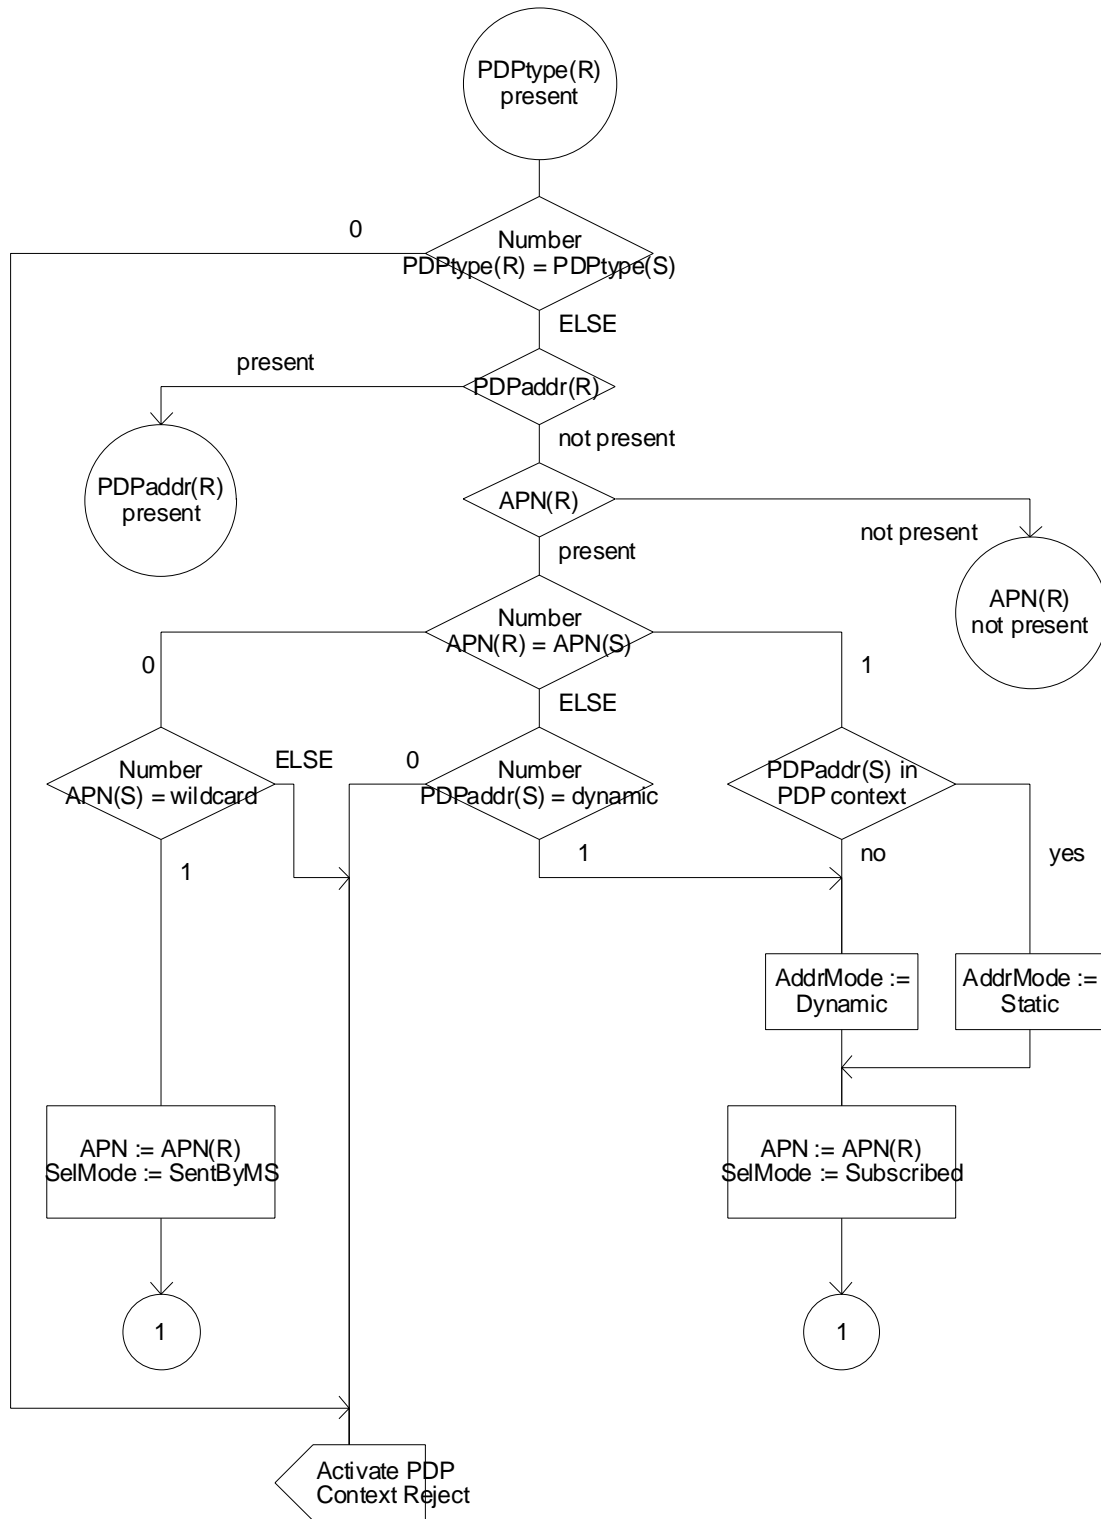 PDPtype(R)
present
0
Number
PDPtype(R) = PDPtype(S)
ELSE
present
PDPaddr(R)
not present
PDPaddr(R)
present
APN(R)
not present
present
APN(R)
not present
Number
APN(R) = APN(S)
0
1
ELSE
Number
APN(S) = wildcard
ELSE
0
Number
PDPaddr(S) = dynamic
PDPaddr(S) in
PDP context
1
1
no
yes
AddrMode :=
Dynamic
AddrMode :=
Static
APN := APN(R)
SelMode := SentByMS
APN := APN(R)
SelMode := Subscribed
1
1
Activate PDP
Context Reject